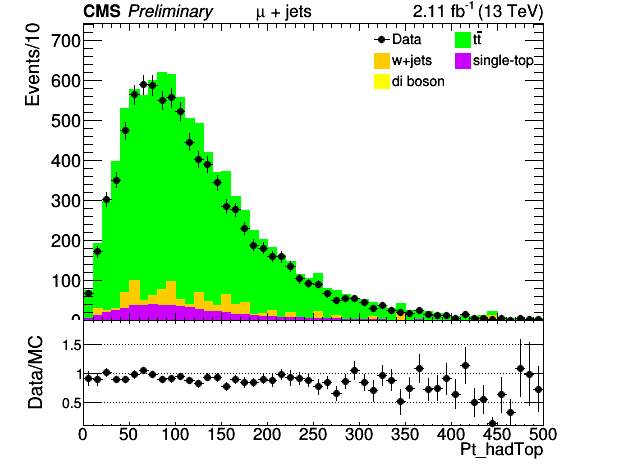 CMS Preliminary μ + jets 2.11 fb⁻¹ (13 TeV)
Events/10
700
600
500
400
300
200
100
0
Data tt̄
w+jets single-top
di boson
Data/MC
1.5
1
0.5
0 50 100 150 200 250 300 350 400 450 500
Pt_hadTop